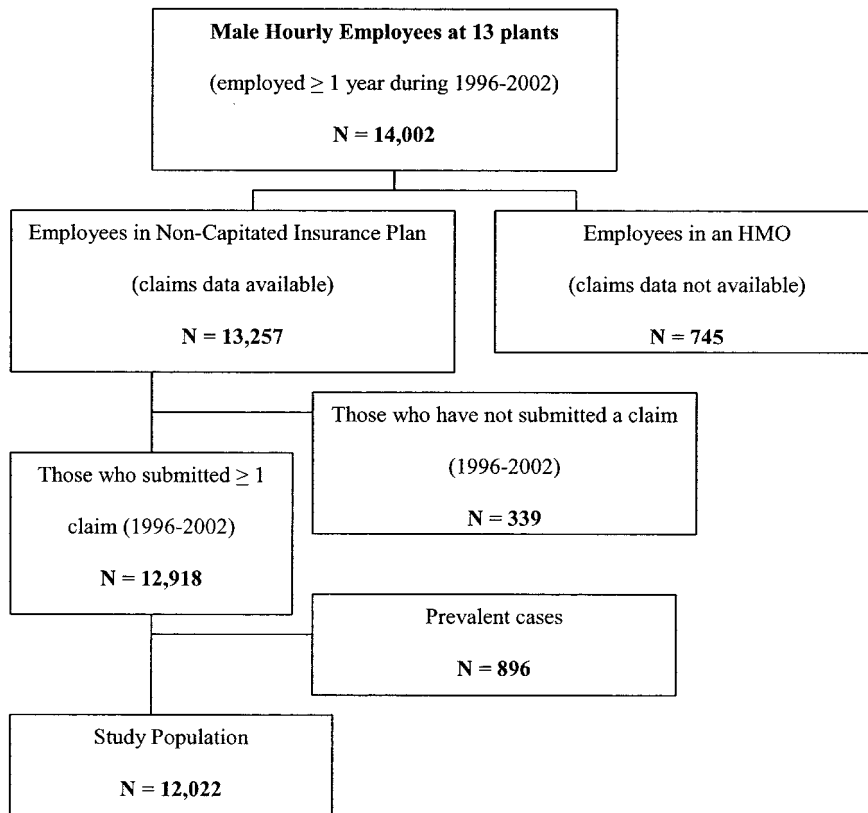 Male Hourly Employees at 13 plants
(employed ≥ 1 year during 1996-2002)
N = 14,002
Employees in Non-Capitated Insurance Plan
(claims data available)
N = 13,257
Employees in an HMO
(claims data not available)
N = 745
Those who have not submitted a claim
(1996-2002)
N = 339
Those who submitted ≥ 1
claim (1996-2002)
N = 12,918
Prevalent cases
N = 896
Study Population
N = 12,022